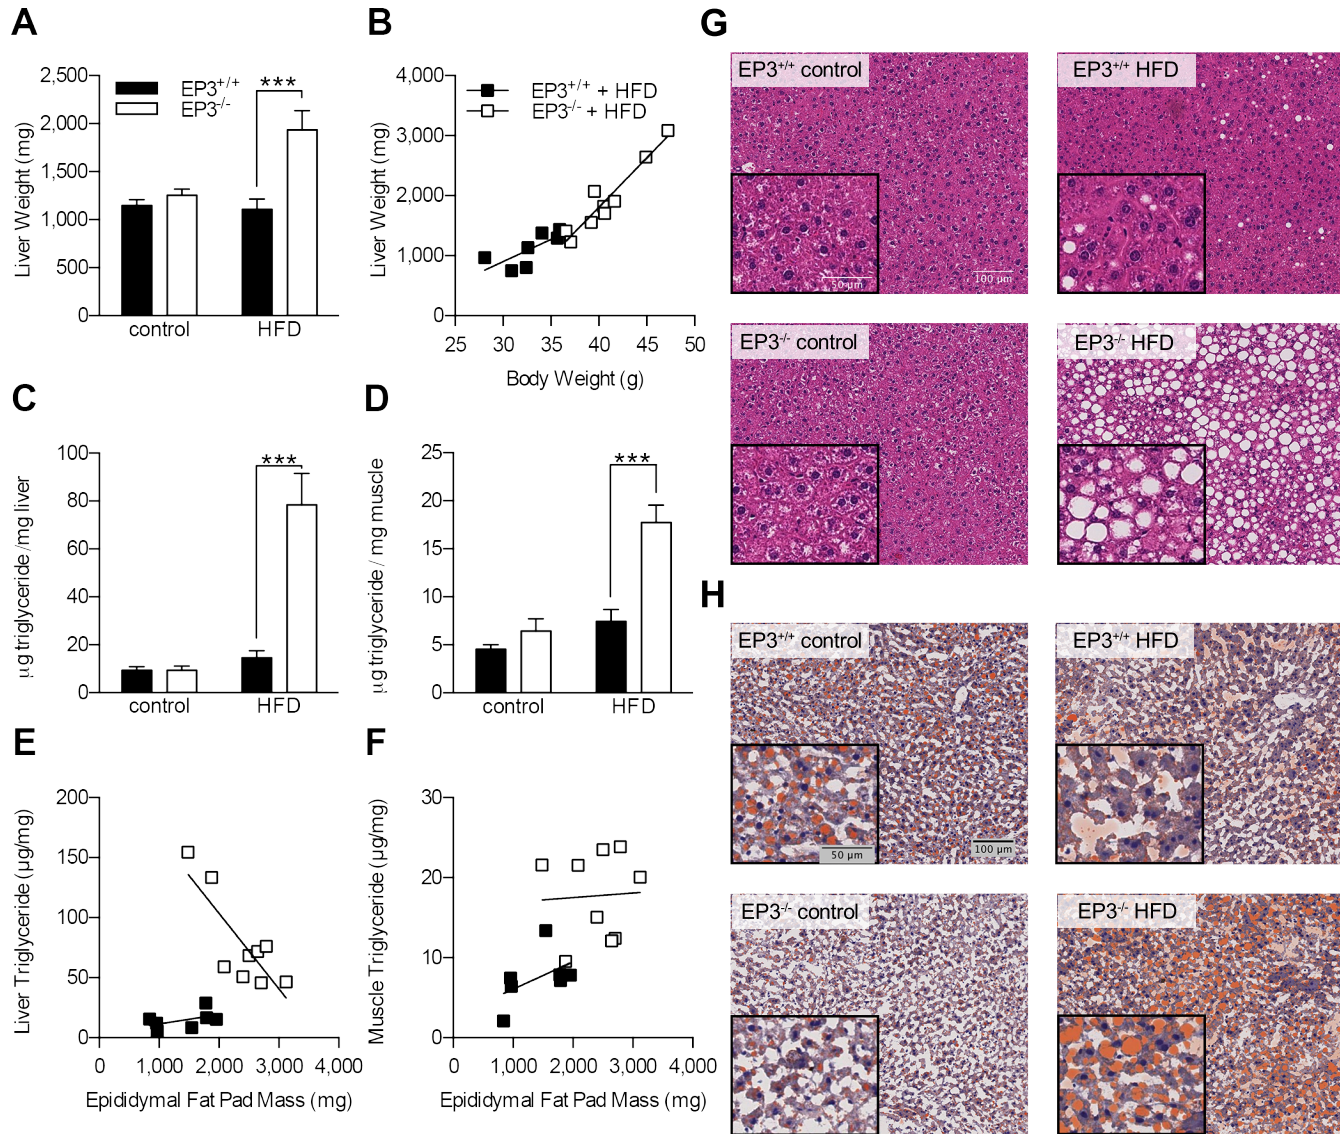 A
2,500
2,000
1,500
1,000
500
0
Liver Weight (mg)
EP3+/+
EP3-/-
***
control
HFD
B
4,000
3,000
2,000
1,000
0
Liver Weight (mg)
EP3+/+ + HFD
EP3-/- + HFD
25 30 35 40 45 50
Body Weight (g)
C
100
80
60
40
20
0
µg triglyceride /mg liver
***
control
HFD
D
25
20
15
10
5
0
µg triglyceride / mg muscle
***
control
HFD
E
200
150
100
50
0
Liver Triglyceride (µg/mg)
0 1,000 2,000 3,000 4,000
Epididymal Fat Pad Mass (mg)
F
30
20
10
0
Muscle Triglyceride (µg/mg)
0 1,000 2,000 3,000 4,000
Epididymal Fat Pad Mass (mg)
G
EP3+/+ control
50 µm
100 µm
EP3+/+ HFD
EP3-/- control
EP3-/- HFD
H
EP3+/+ control
50 µm
100 µm
EP3+/+ HFD
EP3-/- control
EP3-/- HFD